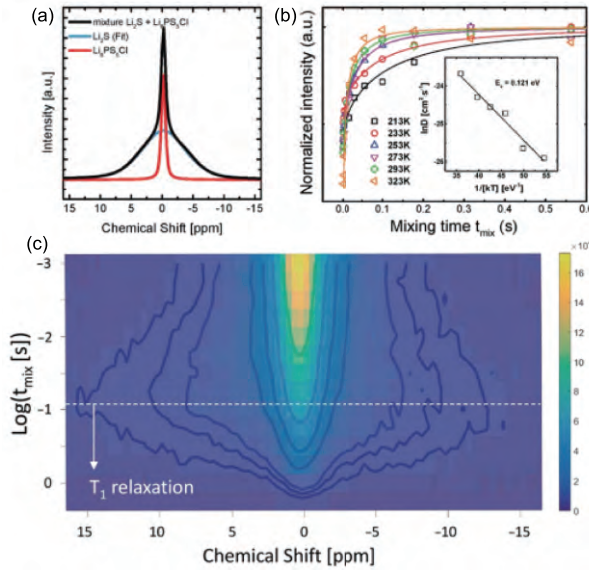 (a)
mixture Li₂S + Li₆PS₅Cl
Li₂S (Fit)
Li₆PS₅Cl
Intensity [a.u.]
15 10 5 0 -5 -10 -15
Chemical Shift [ppm]
(b)
Normalized intensity (a.u.)
213K
233K
253K
273K
293K
323K
0.0 0.1 0.2 0.3 0.4 0.5 0.6
Mixing time tmix (s)
Eₐ = 0.121 eV
lnD [cm²·s¹]
-24
-26
35 40 45 50 55
1/[kT] [eV⁻¹]
(c)
Log(tmix [s])
-3
-2
-1
0
T₁ relaxation
15 10 5 0 -5 -10 -15
Chemical Shift [ppm]
16
14
12
10
8
6
4
2
0